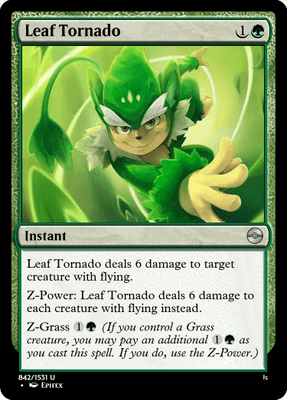 Leaf Tornado 1
Instant
Leaf Tornado deals 6 damage to target
creature with flying.
Z-Power: Leaf Tornado deals 6 damage to
each creature with flying instead.
Z-Grass 1 (If you control a Grass
creature, you may pay an additional 1 as
you cast this spell. If you do, use the Z-Power.)
842/1531 U Is
• Epifex